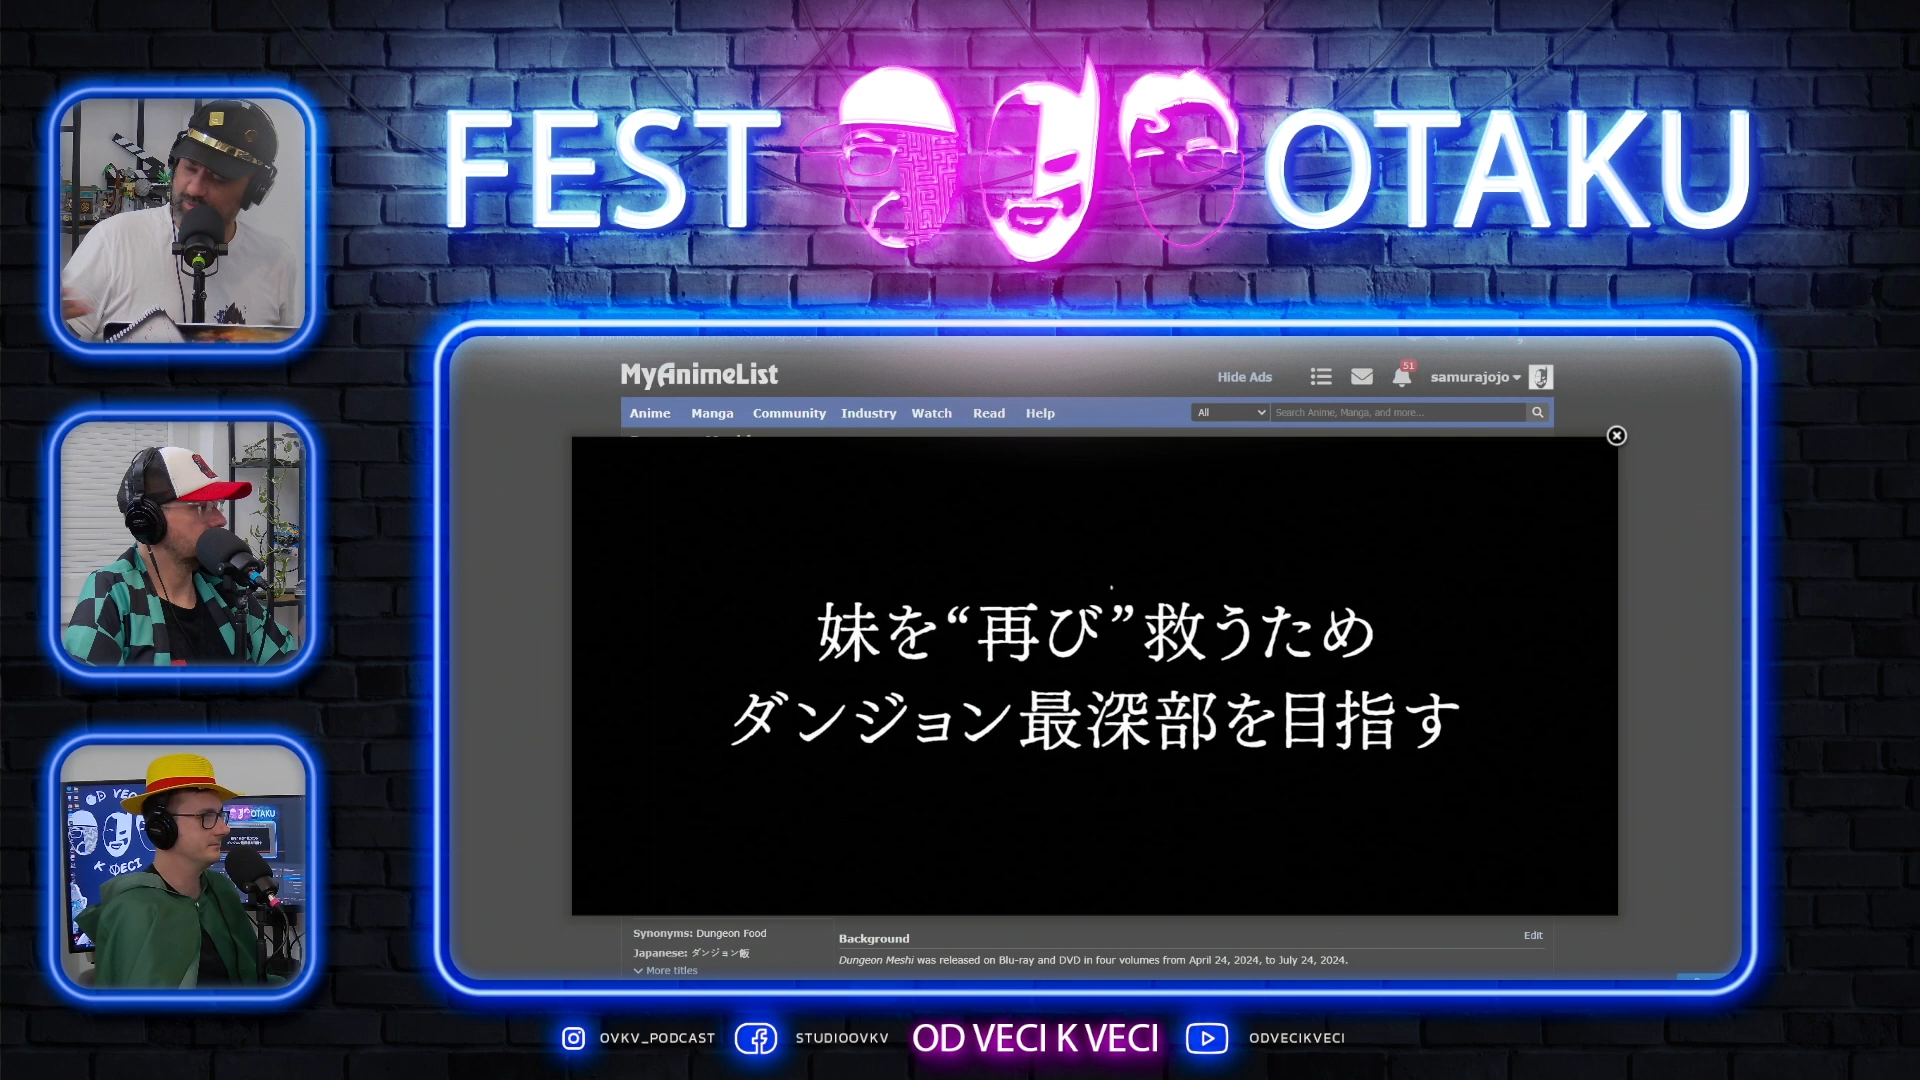 FEST OTAKU
MyAnimeList
Hide Ads
51
samurajojo
Anime Manga Community Industry Watch Read Help
All
Search Anime, Manga, and more...
妹を“再び”救うため
ダンジョン最深部を目指す
Synonyms: Dungeon Food
Japanese: ダンジョン飯
More titles
Background
Edit
Dungeon Meshi was released on Blu-ray and DVD in four volumes from April 24, 2024, to July 24, 2024.
OD VECI
K VECI
OTAKU
OVKV_PODCAST
STUDIOOVKV
OD VECI K VECI
ODVECIKVECI